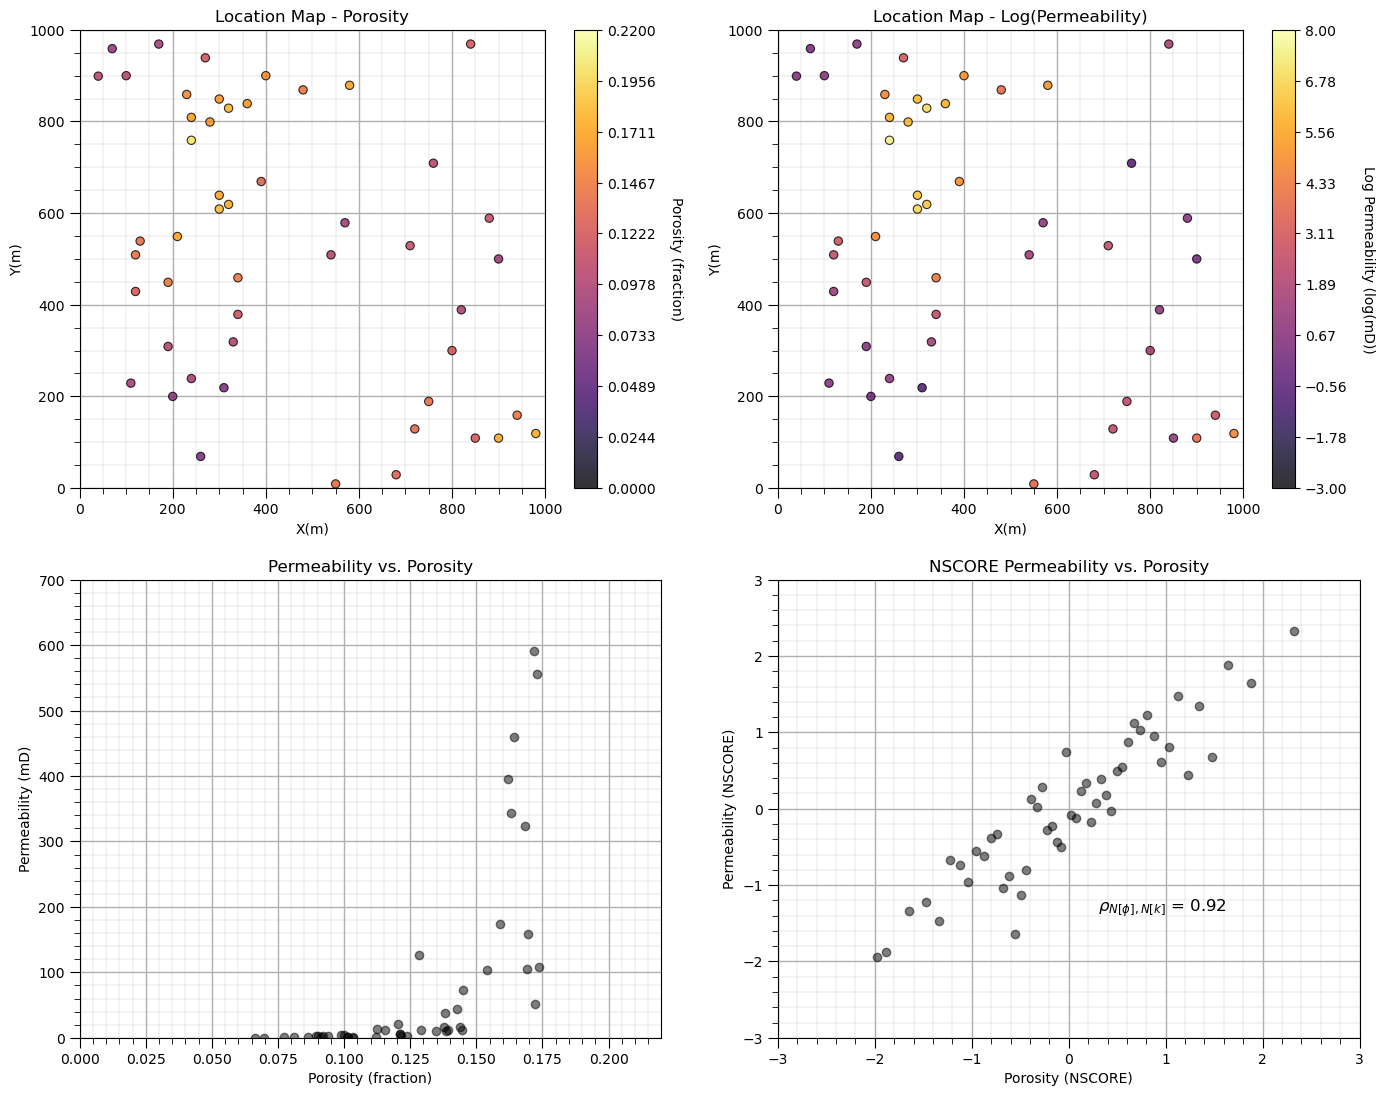 Location Map - Porosity
1000
800
600
400
200
0
Y(m)
0 200 400 600 800 1000
X(m)
0.2200
0.1956
0.1711
0.1467
0.1222
0.0978
0.0733
0.0489
0.0244
0.0000
Porosity (fraction)
Location Map - Log(Permeability)
1000
800
600
400
200
0
Y(m)
0 200 400 600 800 1000
X(m)
8.00
6.78
5.56
4.33
3.11
1.89
0.67
−0.56
−1.78
−3.00
Log Permeability (log(mD))
Permeability vs. Porosity
700
600
500
400
300
200
100
0
Permeability (mD)
0.000 0.025 0.050 0.075 0.100 0.125 0.150 0.175 0.200
Porosity (fraction)
NSCORE Permeability vs. Porosity
3
2
1
0
−1
−2
−3
Permeability (NSCORE)
ρN[ϕ],N[k] = 0.92
−3 −2 −1 0 1 2 3
Porosity (NSCORE)